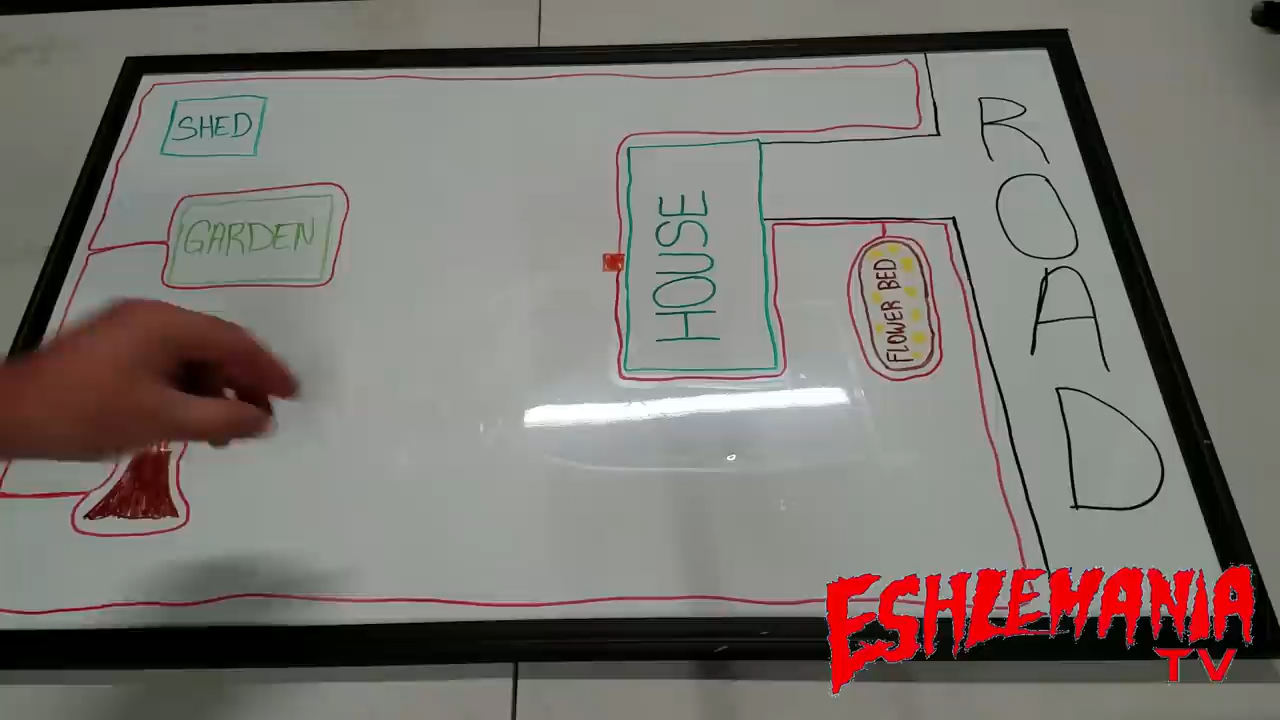 SHED
GARDEN
HOUSE
FLOWER BED
ROAD
ESHLEMANIA
TV